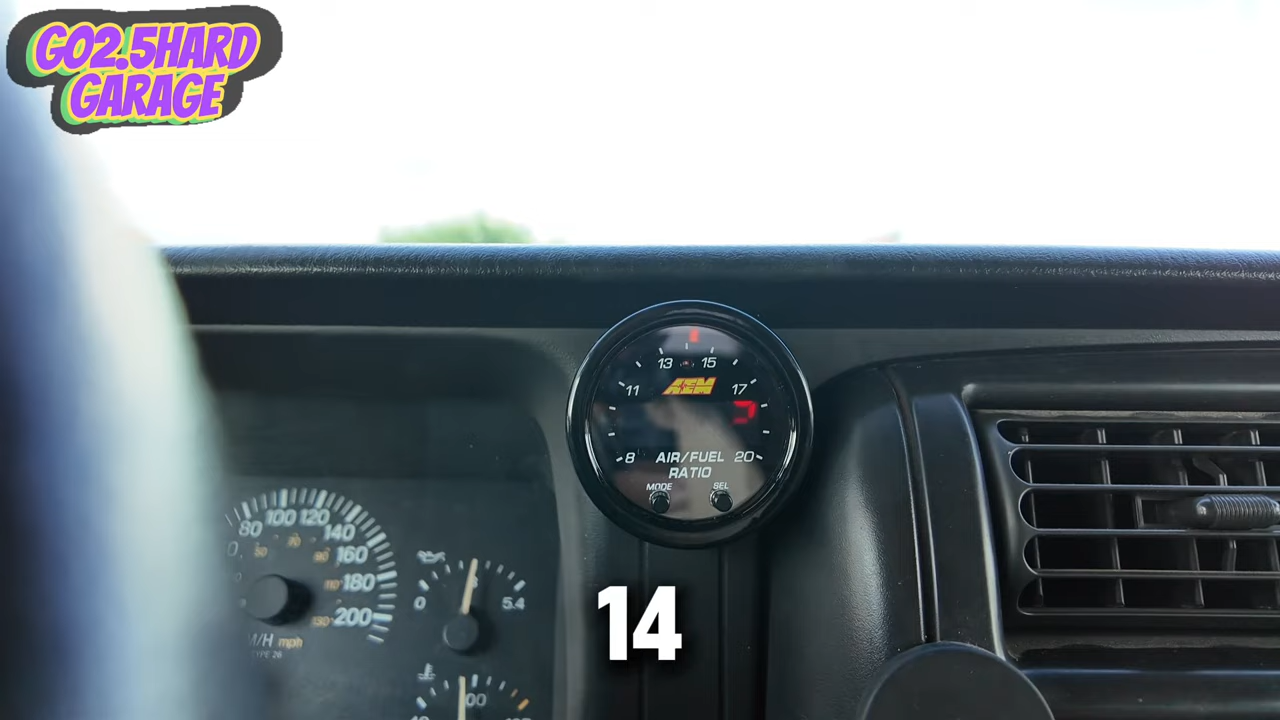 GO2.5HARD
GARAGE
13 15
11 17
AEM
8 AIR/FUEL 20
RATIO
MODE SEL
80 100 120 140 160 180 200
mph
0 5.4
14